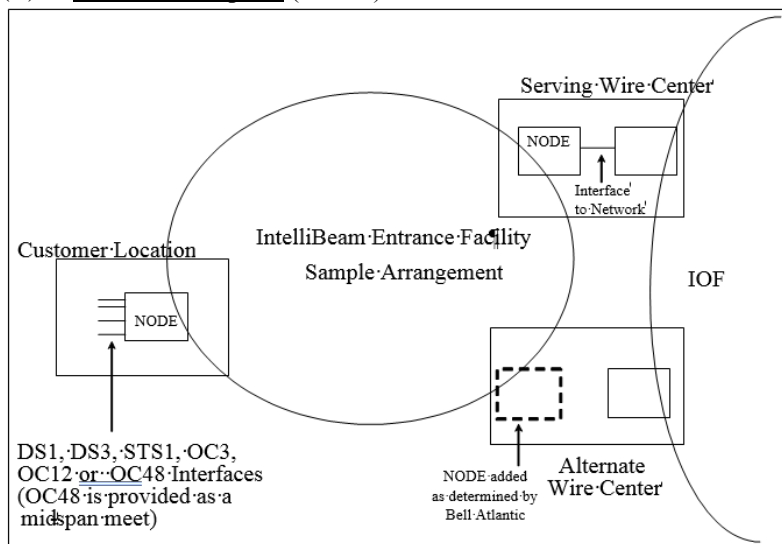 Serving Wire Center
NODE
Interface
to Network
IntelliBeam Entrance Facility ¶
Sample Arrangement
Customer Location
NODE
IOF
DS1, DS3, STS1, OC3,
OC12 or OC48 Interfaces
(OC48 is provided as a
midspan meet)
NODE added
as determined by
Bell Atlantic
Alternate
Wire Center